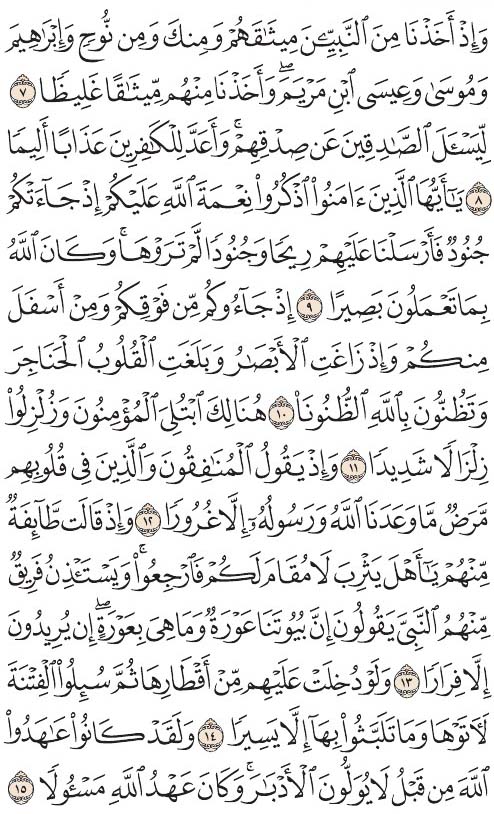 وَإِذْ أَخَذْنَا مِنَ ٱلنَّبِيِّـۧنَ مِيثَـٰقَهُمْ وَمِنكَ وَمِن نُّوحٍ وَإِبْرَٰهِيمَ
وَمُوسَىٰ وَعِيسَى ٱبْنِ مَرْيَمَ ۖ وَأَخَذْنَا مِنْهُم مِّيثَـٰقًا غَلِيظًا ٧
لِّيَسْـَٔلَ ٱلصَّـٰدِقِينَ عَن صِدْقِهِمْ ۚ وَأَعَدَّ لِلْكَـٰفِرِينَ عَذَابًا أَلِيمًا
٨ يَـٰٓأَيُّهَا ٱلَّذِينَ ءَامَنُوا۟ ٱذْكُرُوا۟ نِعْمَةَ ٱللَّهِ عَلَيْكُمْ إِذْ جَآءَتْكُمْ
جُنُودٌ فَأَرْسَلْنَا عَلَيْهِمْ رِيحًا وَجُنُودًا لَّمْ تَرَوْهَا ۚ وَكَانَ ٱللَّهُ
بِمَا تَعْمَلُونَ بَصِيرًا ٩ إِذْ جَآءُوكُم مِّن فَوْقِكُمْ وَمِنْ أَسْفَلَ
مِنكُمْ وَإِذْ زَاغَتِ ٱلْأَبْصَـٰرُ وَبَلَغَتِ ٱلْقُلُوبُ ٱلْحَنَاجِرَ
وَتَظُنُّونَ بِٱللَّهِ ٱلظُّنُونَا۠ ١٠ هُنَالِكَ ٱبْتُلِىَ ٱلْمُؤْمِنُونَ وَزُلْزِلُوا۟
زِلْزَالًا شَدِيدًا ١١ وَإِذْ يَقُولُ ٱلْمُنَـٰفِقُونَ وَٱلَّذِينَ فِى قُلُوبِهِم
مَّرَضٌ مَّا وَعَدَنَا ٱللَّهُ وَرَسُولُهُۥٓ إِلَّا غُرُورًا ١٢ وَإِذْ قَالَت طَّآئِفَةٌ
مِّنْهُمْ يَـٰٓأَهْلَ يَثْرِبَ لَا مُقَامَ لَكُمْ فَٱرْجِعُوا۟ ۚ وَيَسْتَـْٔذِنُ فَرِيقٌ
مِّنْهُمُ ٱلنَّبِىَّ يَقُولُونَ إِنَّ بُيُوتَنَا عَوْرَةٌ وَمَا هِىَ بِعَوْرَةٍ ۖ إِن يُرِيدُونَ
إِلَّا فِرَارًا ١٣ وَلَوْ دُخِلَتْ عَلَيْهِم مِّنْ أَقْطَارِهَا ثُمَّ سُئِلُوا۟ ٱلْفِتْنَةَ
لَـَٔاتَوْهَا وَمَا تَلَبَّثُوا۟ بِهَآ إِلَّا يَسِيرًا ١٤ وَلَقَدْ كَانُوا۟ عَـٰهَدُوا۟
ٱللَّهَ مِن قَبْلُ لَا يُوَلُّونَ ٱلْأَدْبَـٰرَ ۚ وَكَانَ عَهْدُ ٱللَّهِ مَسْـُٔولًا ١٥